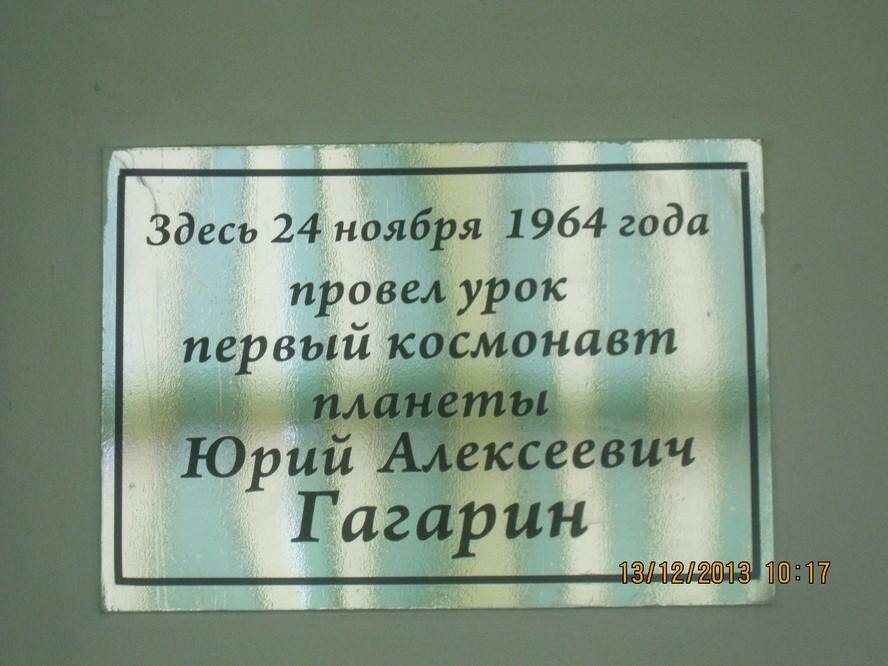 Здесь 24 ноября 1964 года
провел урок
первый космонавт
планеты
Юрий Алексеевич
Гагарин
13/12/2013 10:17